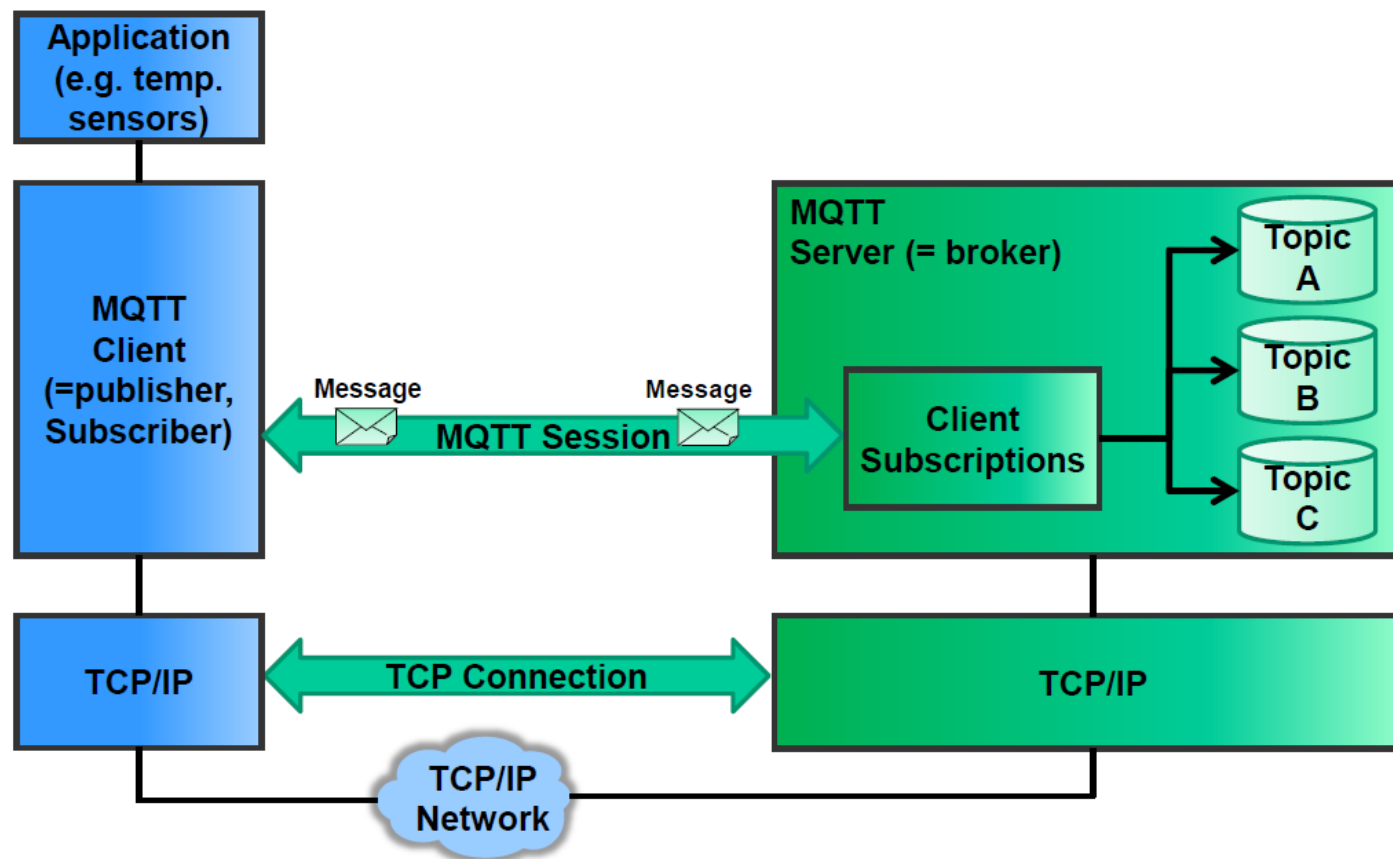 Application
(e.g. temp.
sensors)
MQTT
Client
(=publisher,
Subscriber)
Message
Message
MQTT Session
MQTT
Server (= broker)
Client
Subscriptions
Topic
A
Topic
B
Topic
C
TCP/IP
TCP Connection
TCP/IP
TCP/IP
Network